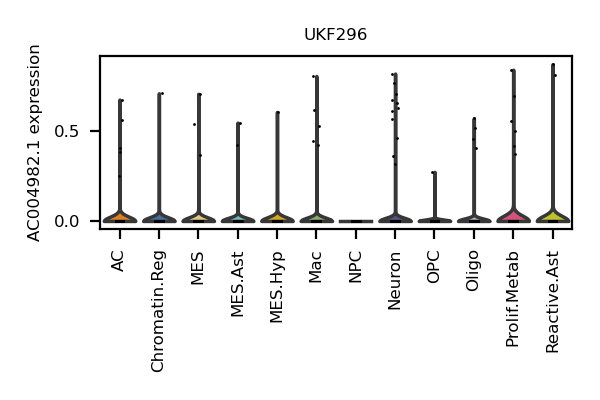 UKF296
AC004982.1 expression
0.5
0.0
AC
Chromatin.Reg
MES
MES.Ast
MES.Hyp
Mac
NPC
Neuron
OPC
Oligo
Prolif.Metab
Reactive.Ast